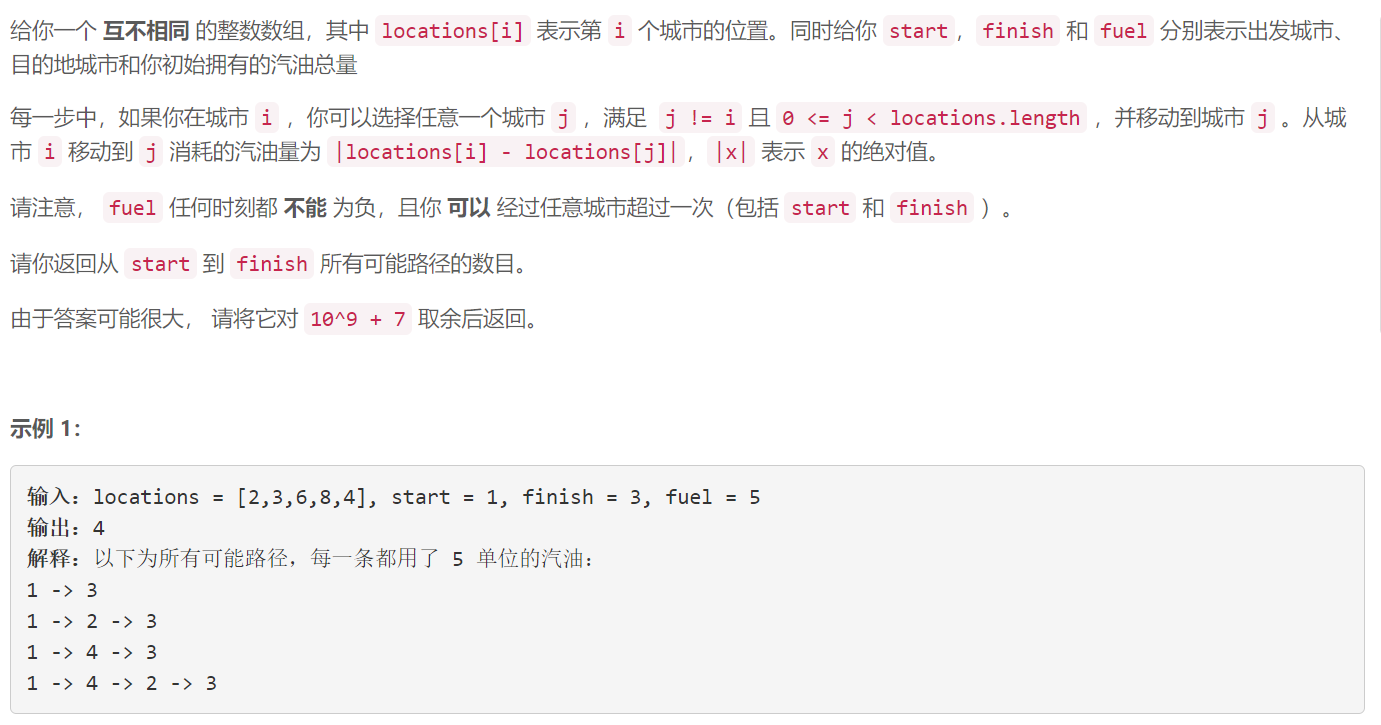 给你一个 互不相同 的整数数组，其中 locations[i] 表示第 i 个城市的位置。同时给你 start ，finish 和 fuel 分别表示出发城市、
目的地城市和你初始拥有的汽油总量
每一步中，如果你在城市 i ，你可以选择任意一个城市 j ，满足 j != i 且 0 <= j < locations.length ，并移动到城市 j 。从城
市 i 移动到 j 消耗的汽油量为 |locations[i] - locations[j]|，|x| 表示 x 的绝对值。
请注意， fuel 任何时刻都 不能 为负，且你 可以 经过任意城市超过一次（包括 start 和 finish ）。
请你返回从 start 到 finish 所有可能路径的数目。
由于答案可能很大， 请将它对 10^9 + 7 取余后返回。
示例 1：
输入：locations = [2,3,6,8,4], start = 1, finish = 3, fuel = 5
输出：4
解释：以下为所有可能路径，每一条都用了 5 单位的汽油：
1 -> 3
1 -> 2 -> 3
1 -> 4 -> 3
1 -> 4 -> 2 -> 3